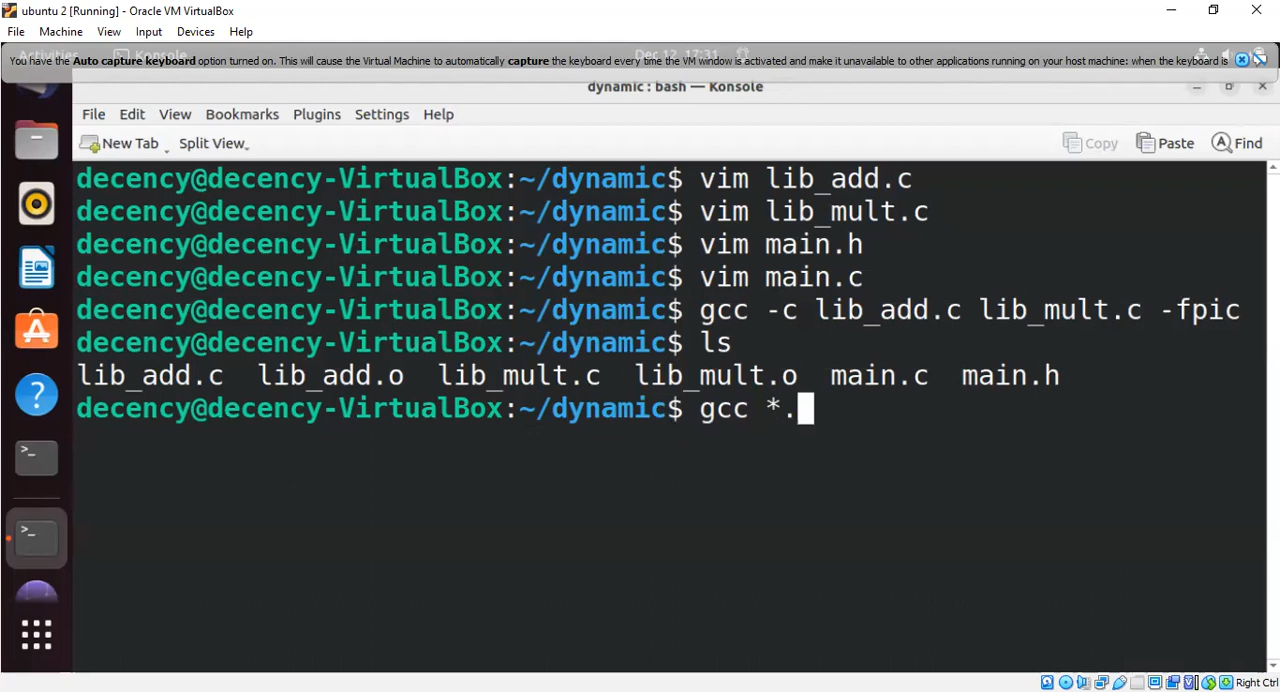 ubuntu 2 [Running] - Oracle VM VirtualBox
File Machine View Input Devices Help
Activities Konsole Dec 12 17:31
You have the Auto capture keyboard option turned on. This will cause the Virtual Machine to automatically capture the keyboard every time the VM window is activated and make it unavailable to other applications running on your host machine: when the keyboard is
dynamic : bash — Konsole
File Edit View Bookmarks Plugins Settings Help
New Tab Split View Copy Paste Find
decency@decency-VirtualBox:~/dynamic$ vim lib_add.c
decency@decency-VirtualBox:~/dynamic$ vim lib_mult.c
decency@decency-VirtualBox:~/dynamic$ vim main.h
decency@decency-VirtualBox:~/dynamic$ vim main.c
decency@decency-VirtualBox:~/dynamic$ gcc -c lib_add.c lib_mult.c -fpic
decency@decency-VirtualBox:~/dynamic$ ls
lib_add.c lib_add.o lib_mult.c lib_mult.o main.c main.h
decency@decency-VirtualBox:~/dynamic$ gcc *.
Right Ctrl